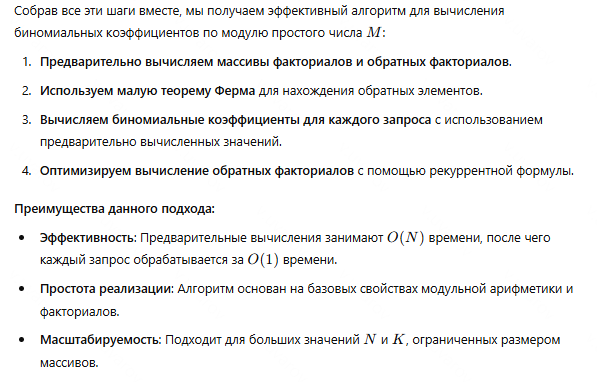 Собрав все эти шаги вместе, мы получаем эффективный алгоритм для вычисления
биномиальных коэффициентов по модулю простого числа M:
1. Предварительно вычисляем массивы факториалов и обратных факториалов.
2. Используем малую теорему Ферма для нахождения обратных элементов.
3. Вычисляем биномиальные коэффициенты для каждого запроса с использованием
предварительно вычисленных значений.
4. Оптимизируем вычисление обратных факториалов с помощью рекуррентной формулы.
Преимущества данного подхода:
• Эффективность: Предварительные вычисления занимают O(N) времени, после чего
каждый запрос обрабатывается за O(1) времени.
• Простота реализации: Алгоритм основан на базовых свойствах модульной арифметики и
факториалов.
• Масштабируемость: Подходит для больших значений N и K, ограниченных размером
массивов.